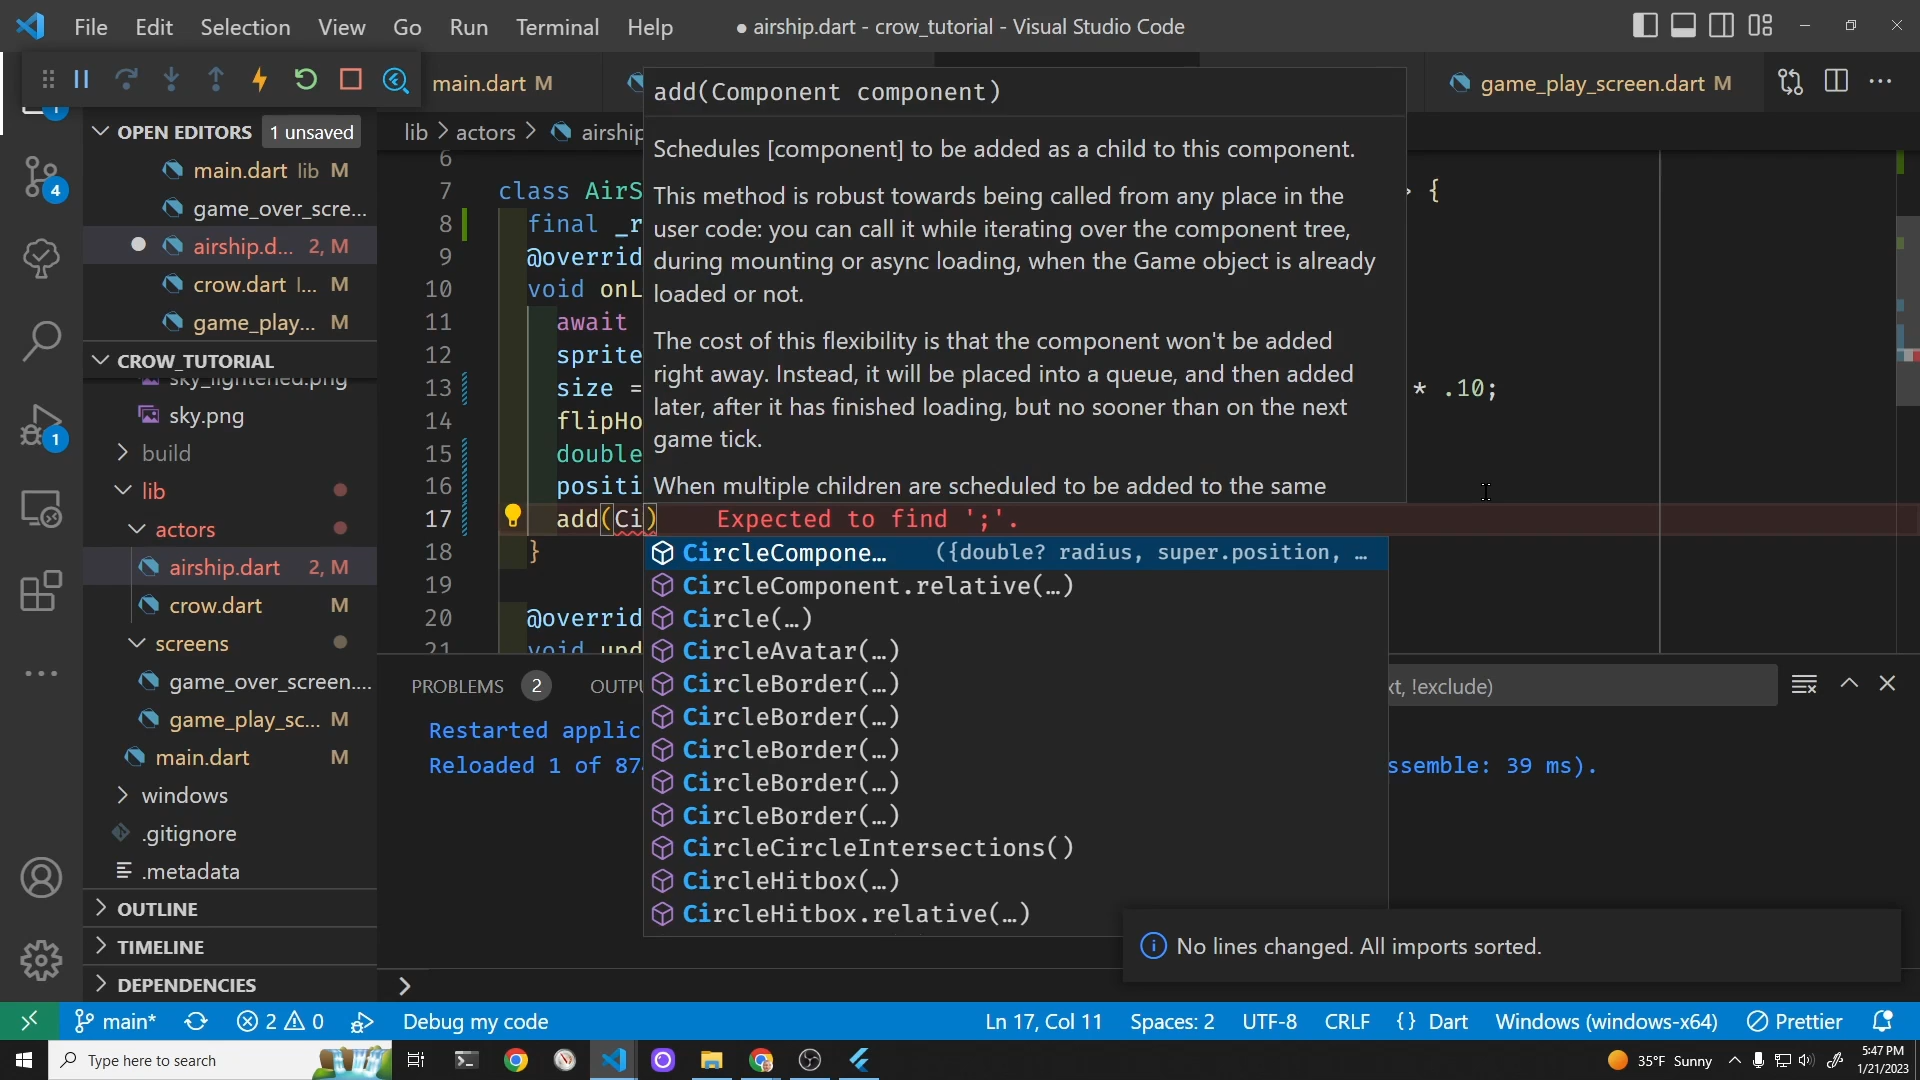 File Edit Selection View Go Run Terminal Help
● airship.dart - crow_tutorial - Visual Studio Code
main.dart M
game_play_screen.dart M
OPEN EDITORS 1 unsaved
main.dart lib M
game_over_scre...
airship.d... 2, M
crow.dart l... M
game_play... M
CROW_TUTORIAL
sky_lightened.png
sky.png
build
lib
actors
airship.dart 2, M
crow.dart M
screens
game_over_screen....
game_play_sc... M
main.dart M
windows
.gitignore
.metadata
OUTLINE
TIMELINE
DEPENDENCIES
lib > actors > airship
6
7 class AirS
> {
8 final _r
9 @overrid
10 void onL
11 await
12 sprite
13 size =
* .10;
14 flipHo
15 double
16 positi
17 add(Ci) Expected to find ';'.
18 }
19
20 @overrid
21 void upd
add(Component component)
Schedules [component] to be added as a child to this component.
This method is robust towards being called from any place in the
user code: you can call it while iterating over the component tree,
during mounting or async loading, when the Game object is already
loaded or not.
The cost of this flexibility is that the component won't be added
right away. Instead, it will be placed into a queue, and then added
later, after it has finished loading, but no sooner than on the next
game tick.
When multiple children are scheduled to be added to the same
CircleCompone… ({double? radius, super.position, …
CircleComponent.relative(…)
Circle(…)
CircleAvatar(…)
CircleBorder(…)
CircleBorder(…)
CircleBorder(…)
CircleBorder(…)
CircleBorder(…)
CircleCircleIntersections()
CircleHitbox(…)
CircleHitbox.relative(…)
PROBLEMS 2 OUTPU
xt, !exclude)
Restarted applic
Reloaded 1 of 87
ssemble: 39 ms).
No lines changed. All imports sorted.
4
1
main* 2 0 Debug my code
Ln 17, Col 11 Spaces: 2 UTF-8 CRLF {} Dart Windows (windows-x64) Prettier
Type here to search
35°F Sunny
5:47 PM
1/21/2023